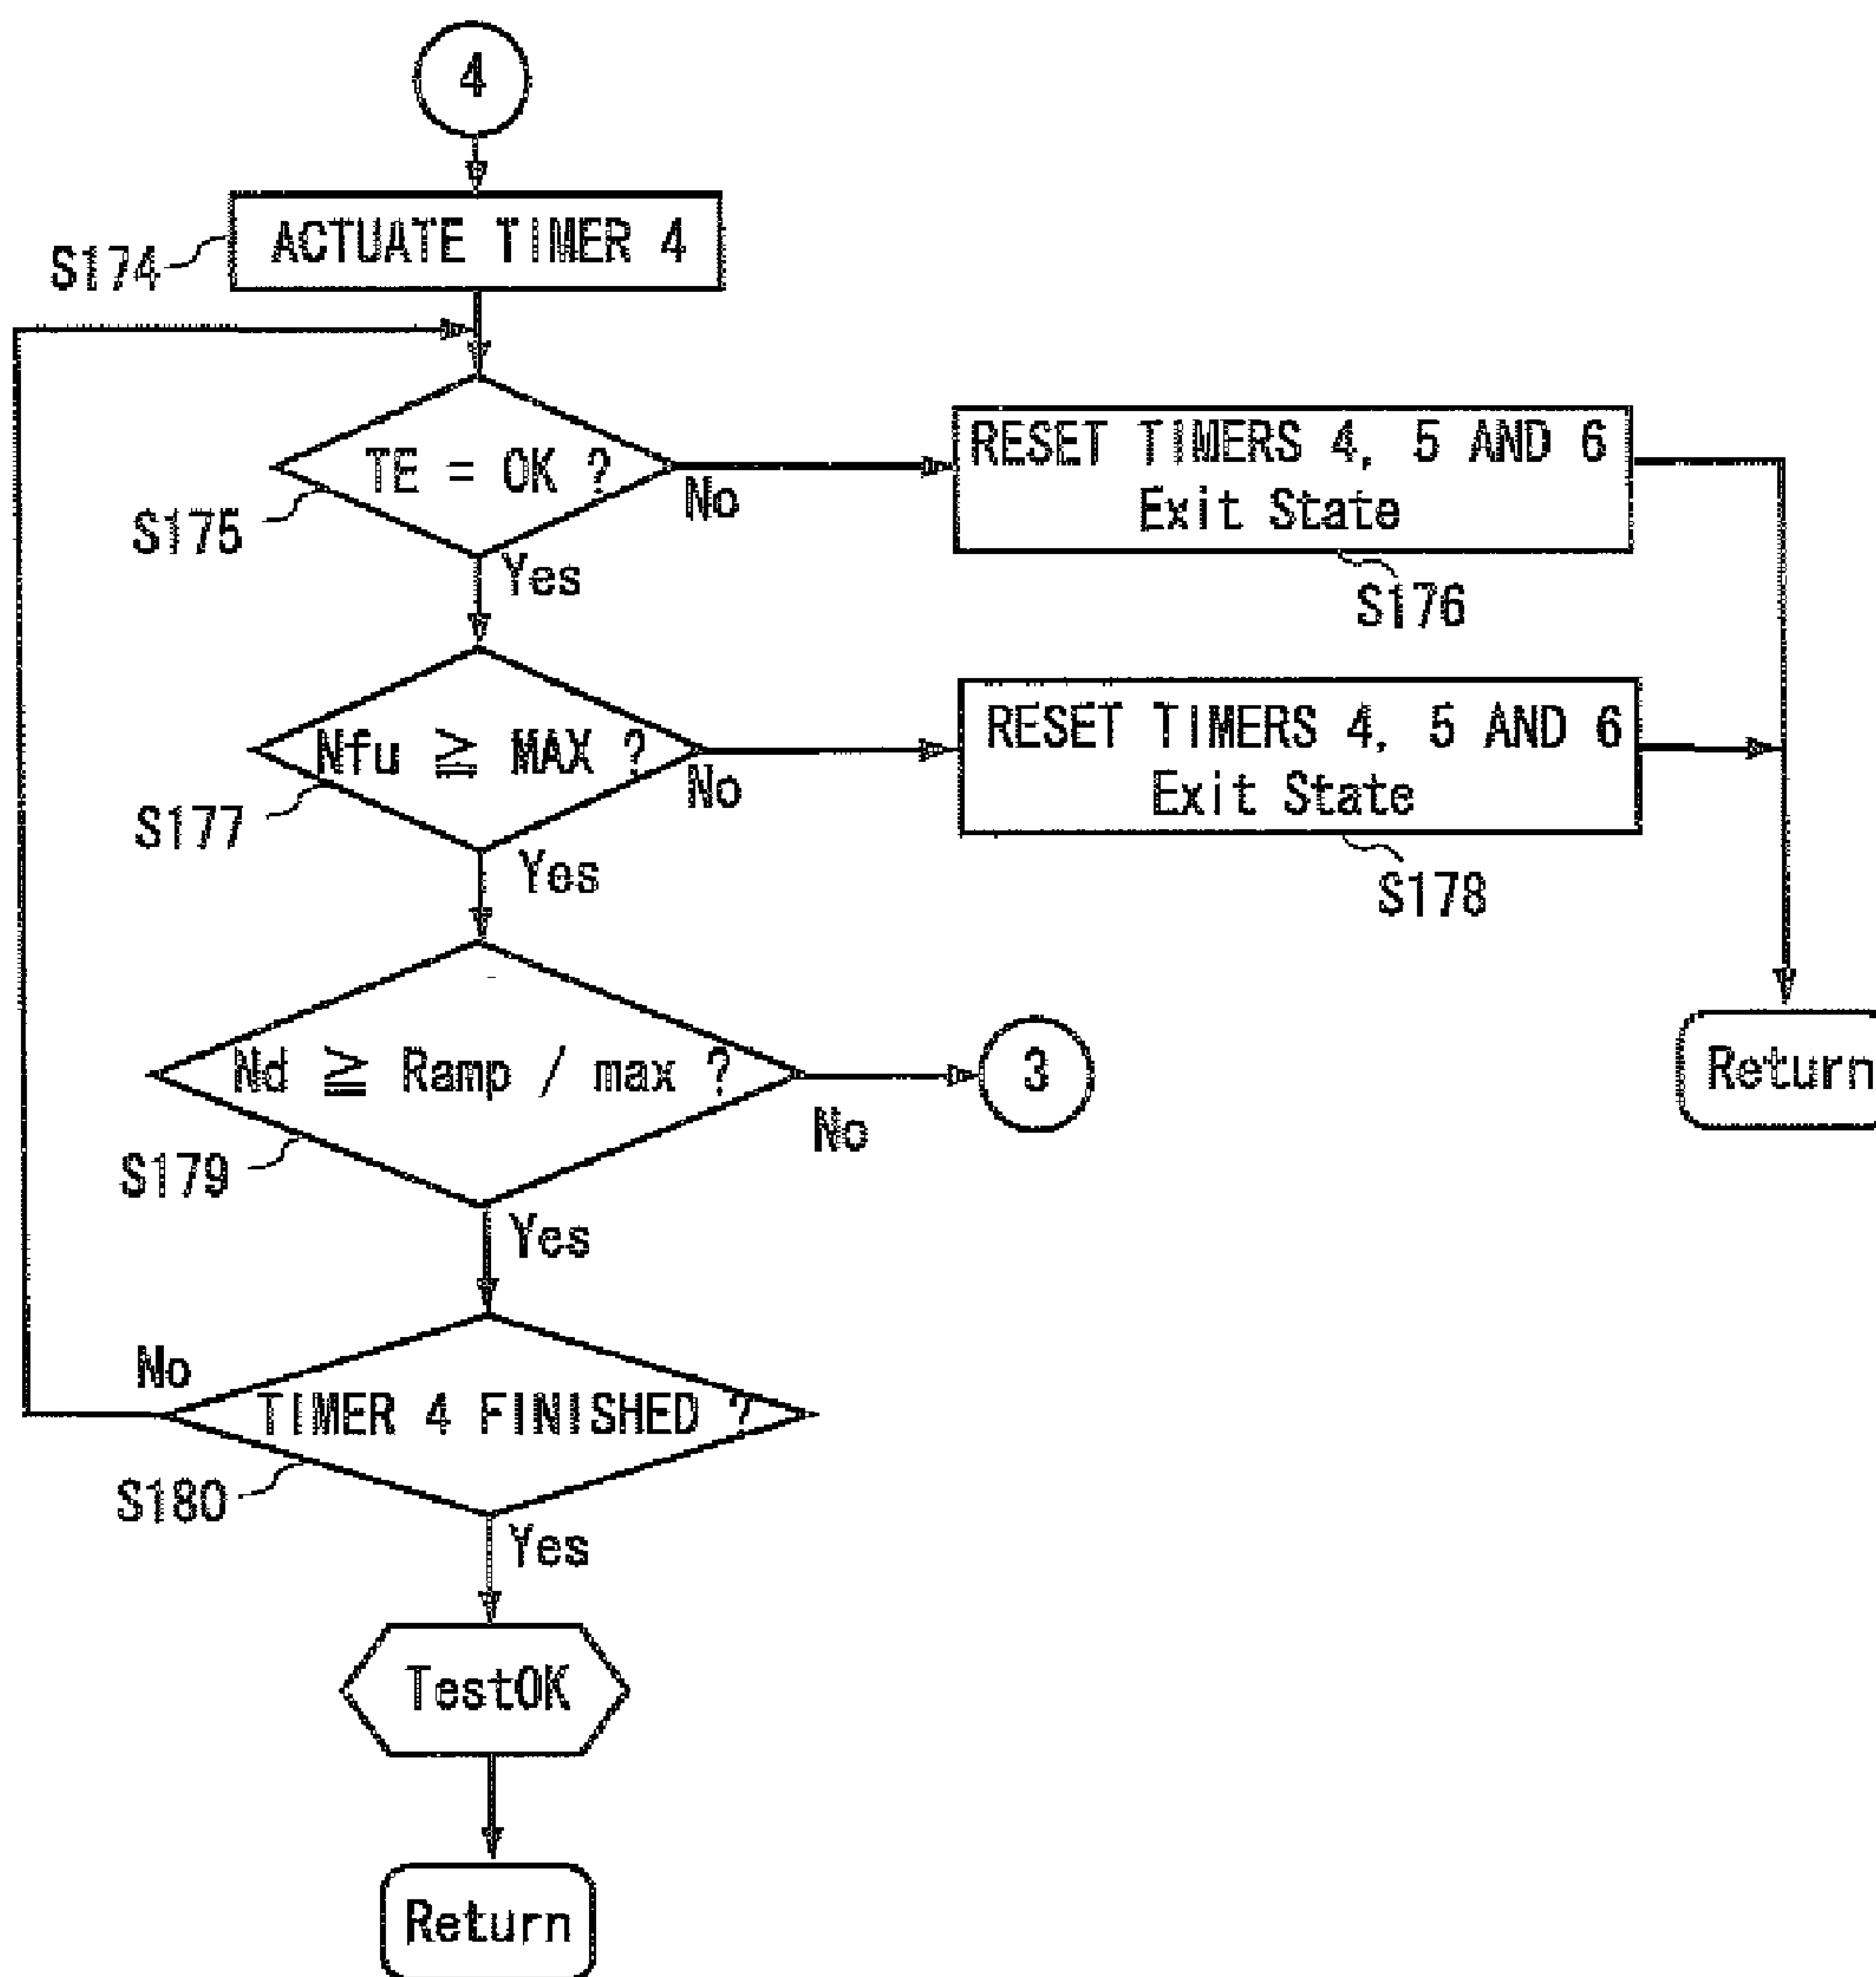 4
ACTUATE TIMER 4
S174
TE = OK ?
S175
No
Yes
RESET TIMERS 4, 5 AND 6
Exit State
S176
Nfu ≧ MAX ?
S177
No
Yes
RESET TIMERS 4, 5 AND 6
Exit State
S178
Nd ≧ Ramp / max ?
S179
No
3
Return
Yes
No
TIMER 4 FINISHED ?
S180
Yes
TestOK
Return